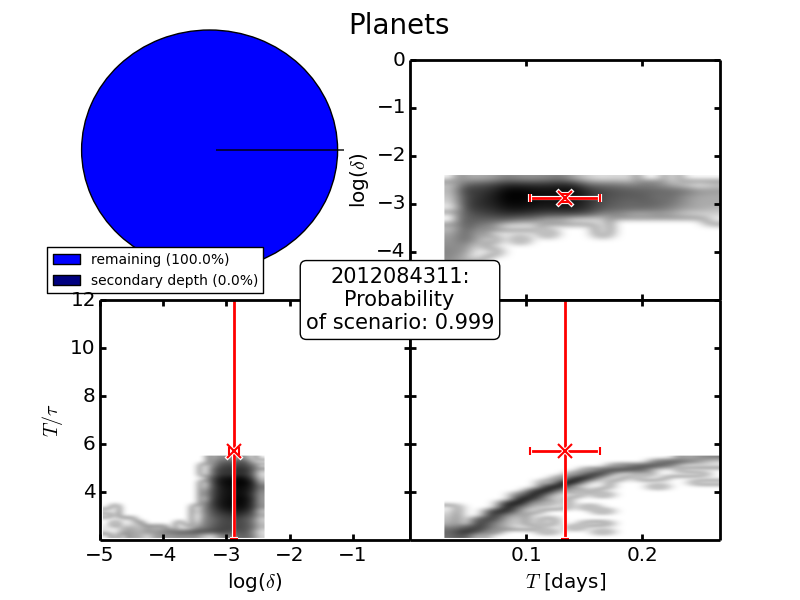 Planets
remaining (100.0%)
secondary depth (0.0%)
0
−1
−2
−3
−4
log(δ)
2012084311:
Probability
of scenario: 0.999
12
10
8
6
4
T/τ
−5 −4 −3 −2 −1
log(δ)
0.1 0.2
T [days]